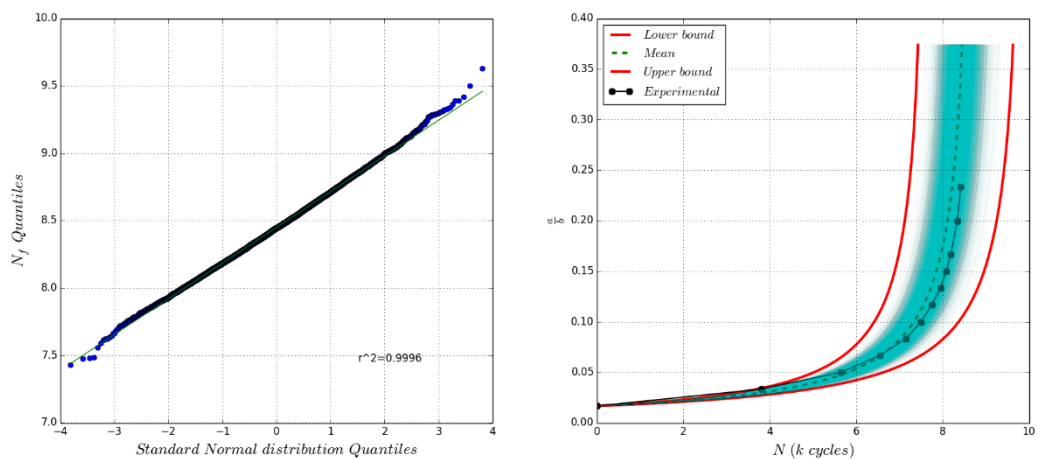 10.0
9.5
9.0
8.5
8.0
7.5
7.0
N_f Quantiles
r^2=0.9996
−4 −3 −2 −1 0 1 2 3 4
Standard Normal distribution Quantiles
0.40
0.35
0.30
0.25
0.20
0.15
0.10
0.05
0.00
a/b
Lower bound
Mean
Upper bound
Experimental
0 2 4 6 8 10
N (k cycles)